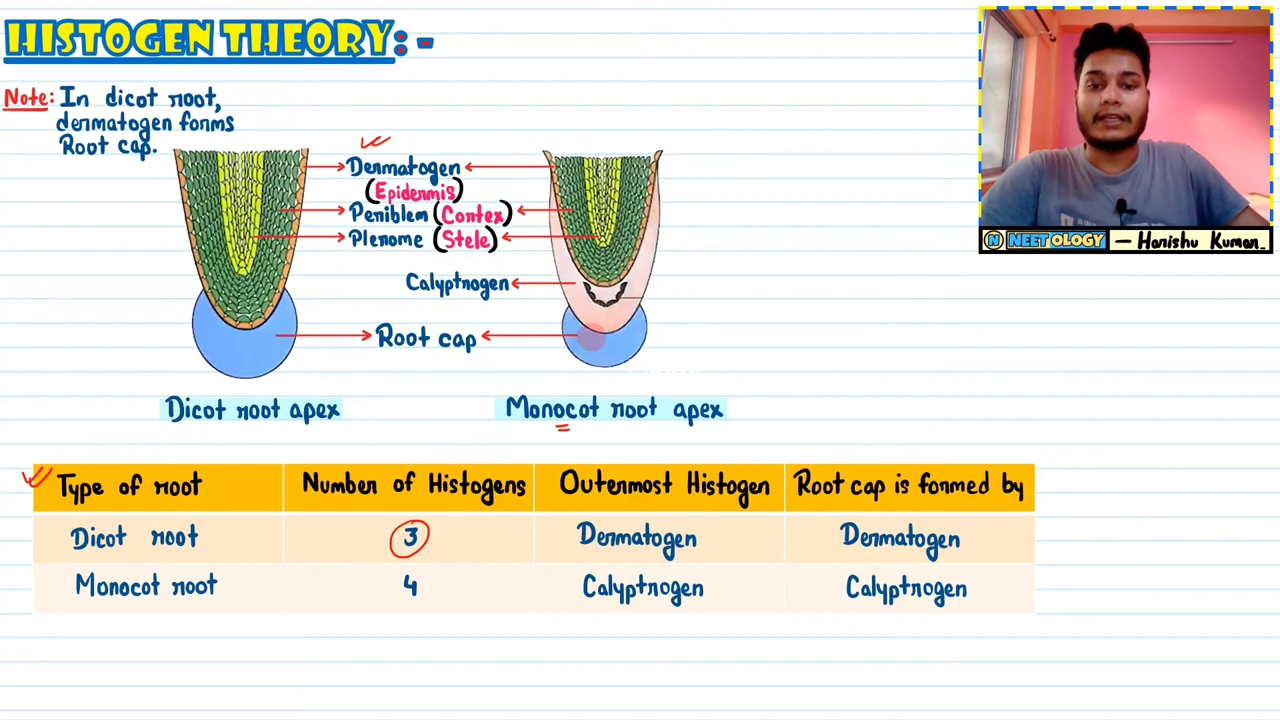 HISTOGEN THEORY: -
Note: In dicot root,
dermatogen forms
Root cap.
Dermatogen
(Epidermis)
Periblem (Cortex)
Plerome (Stele)
Calyptrogen
Root cap
Dicot root apex
Monocot root apex
N NEETOLOGY — Harishu Kumar
Type of root Number of Histogens Outermost Histogen Root cap is formed by
Dicot root 3 Dermatogen Dermatogen
Monocot root 4 Calyptrogen Calyptrogen